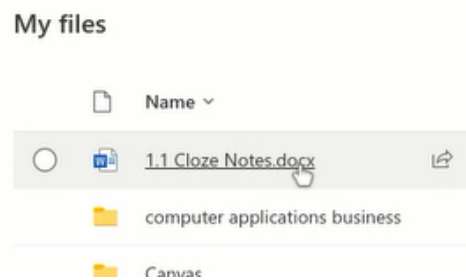 My files
Name
1.1 Cloze Notes.docx
computer applications business
Canvas